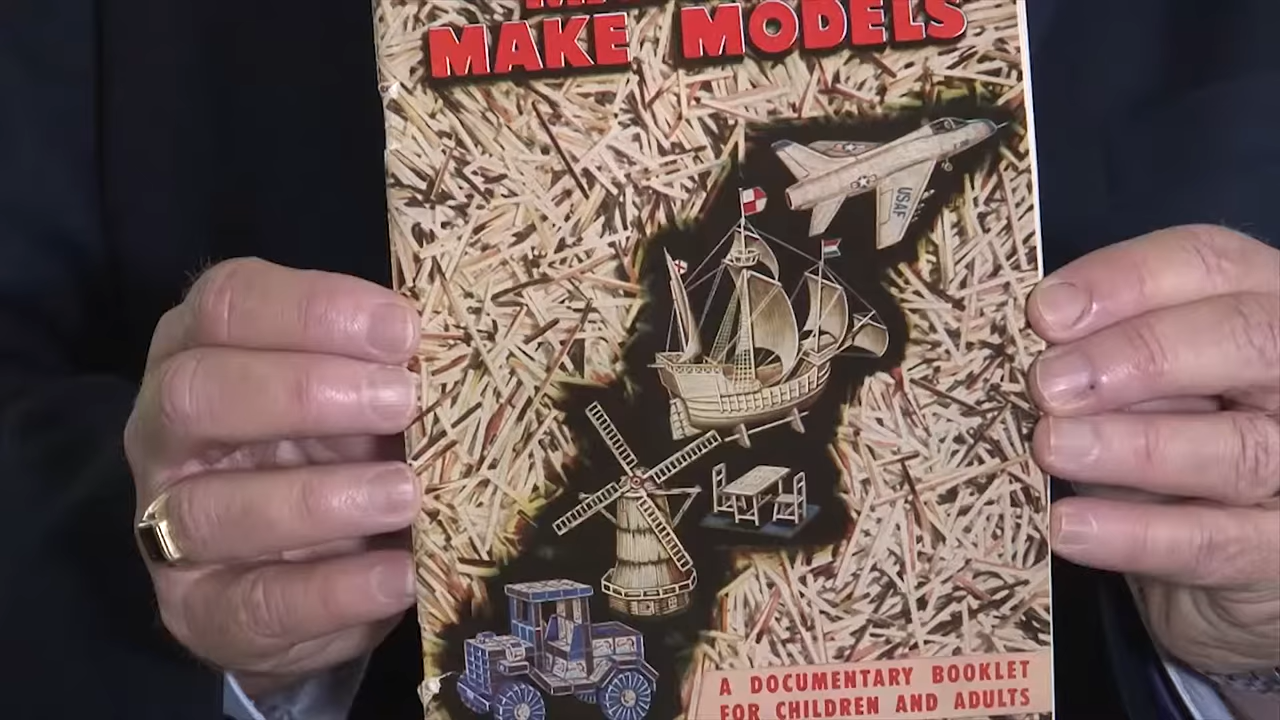 MAKE MODELS
USAF
A DOCUMENTARY BOOKLET
FOR CHILDREN AND ADULTS